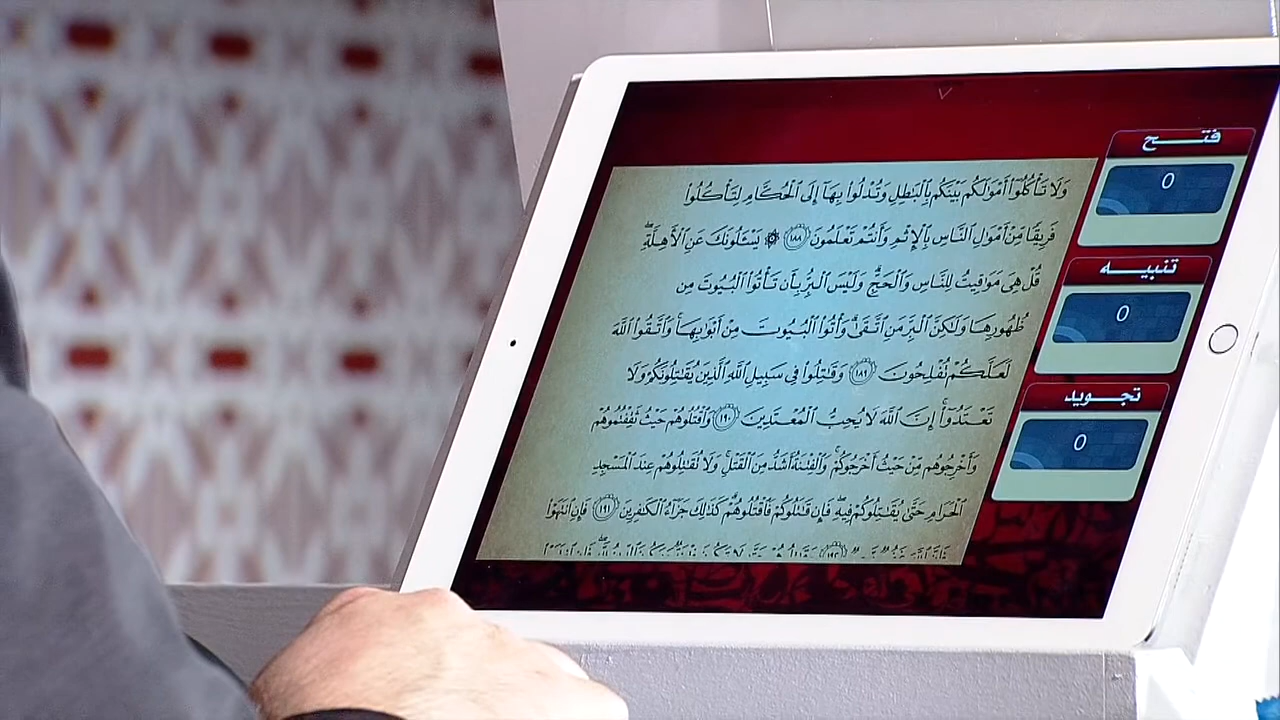 وَلَا تَأْكُلُوٓا۟ أَمْوَٰلَكُم بَيْنَكُم بِٱلْبَٰطِلِ وَتُدْلُوا۟ بِهَآ إِلَى ٱلْحُكَّامِ لِتَأْكُلُوا۟
فَرِيقًا مِّنْ أَمْوَٰلِ ٱلنَّاسِ بِٱلْإِثْمِ وَأَنتُمْ تَعْلَمُونَ ١٨٨ ۞ يَسْـَٔلُونَكَ عَنِ ٱلْأَهِلَّةِ ۖ
قُلْ هِىَ مَوَٰقِيتُ لِلنَّاسِ وَٱلْحَجِّ ۗ وَلَيْسَ ٱلْبِرُّ بِأَن تَأْتُوا۟ ٱلْبُيُوتَ مِن
ظُهُورِهَا وَلَٰكِنَّ ٱلْبِرَّ مَنِ ٱتَّقَىٰ ۗ وَأْتُوا۟ ٱلْبُيُوتَ مِنْ أَبْوَٰبِهَا ۚ وَٱتَّقُوا۟ ٱللَّهَ
لَعَلَّكُمْ تُفْلِحُونَ ١٨٩ وَقَٰتِلُوا۟ فِى سَبِيلِ ٱللَّهِ ٱلَّذِينَ يُقَٰتِلُونَكُمْ وَلَا
تَعْتَدُوٓا۟ ۚ إِنَّ ٱللَّهَ لَا يُحِبُّ ٱلْمُعْتَدِينَ ١٩٠ وَٱقْتُلُوهُمْ حَيْثُ ثَقِفْتُمُوهُمْ
وَأَخْرِجُوهُم مِّنْ حَيْثُ أَخْرَجُوكُمْ ۚ وَٱلْفِتْنَةُ أَشَدُّ مِنَ ٱلْقَتْلِ ۚ وَلَا تُقَٰتِلُوهُمْ عِندَ ٱلْمَسْجِدِ
ٱلْحَرَامِ حَتَّىٰ يُقَٰتِلُوكُمْ فِيهِ ۖ فَإِن قَٰتَلُوكُمْ فَٱقْتُلُوهُمْ ۗ كَذَٰلِكَ جَزَآءُ ٱلْكَٰفِرِينَ ١٩١ فَإِنِ ٱنتَهَوْا۟
فتح
0
تنبيه
0
تجويد
0